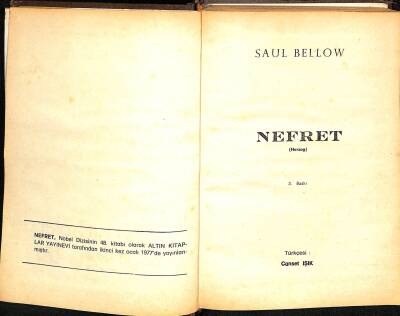 NEFRET, Nobel Dizisinin 48. kitabı olarak ALTIN KİTAP-
LAR YAYINEVİ tarafından ikinci kez ocak 1977'de yayınlan-
mıştır.
SAUL BELLOW
NEFRET
(Herzog)
2. Baskı
Türkçesi :
Canset IŞIK